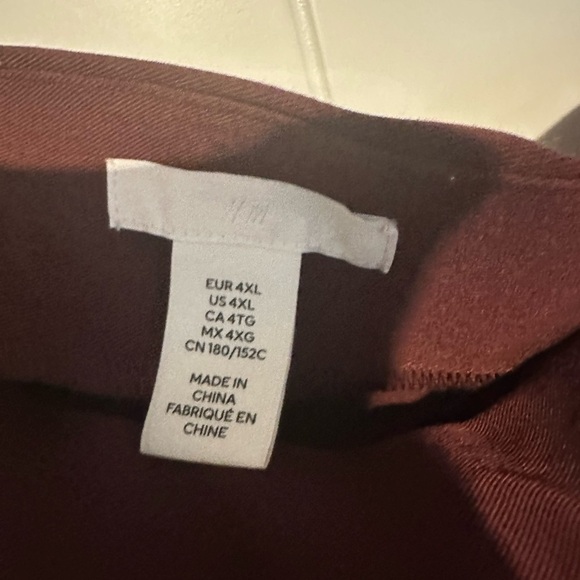 H&M
EUR 4XL
US 4XL
CA 4TG
MX 4XG
CN 180/152C
MADE IN
CHINA
FABRIQUÉ EN
CHINE